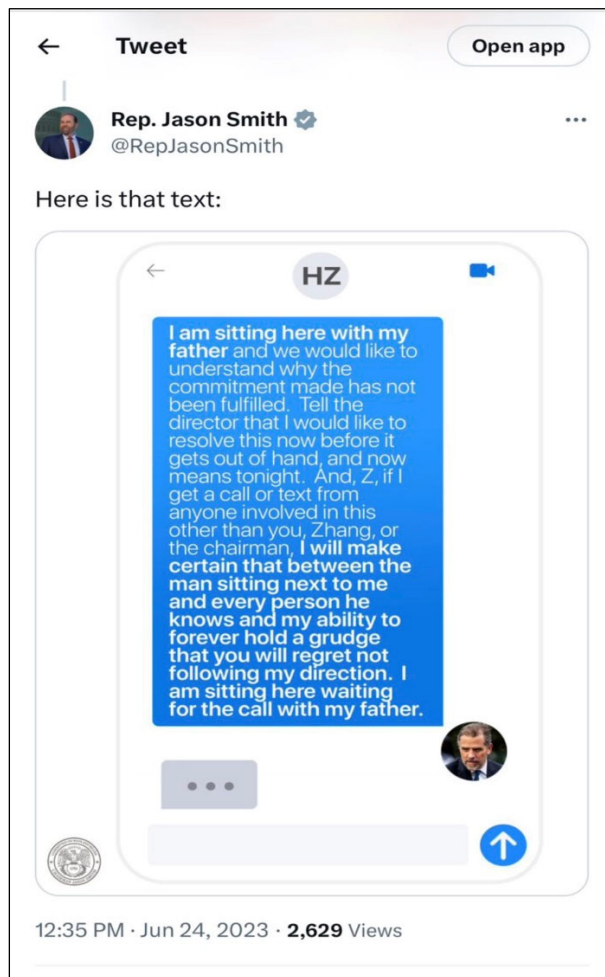 Tweet
Open app
Rep. Jason Smith
@RepJasonSmith
Here is that text:
HZ
I am sitting here with my
father and we would like to
understand why the
commitment made has not
been fulfilled. Tell the
director that I would like to
resolve this now before it
gets out of hand, and now
means tonight. And, Z, if I
get a call or text from
anyone involved in this
other than you, Zhang, or
the chairman, I will make
certain that between the
man sitting next to me
and every person he
knows and my ability to
forever hold a grudge
that you will regret not
following my direction. I
am sitting here waiting
for the call with my father.
12:35 PM · Jun 24, 2023 · 2,629 Views